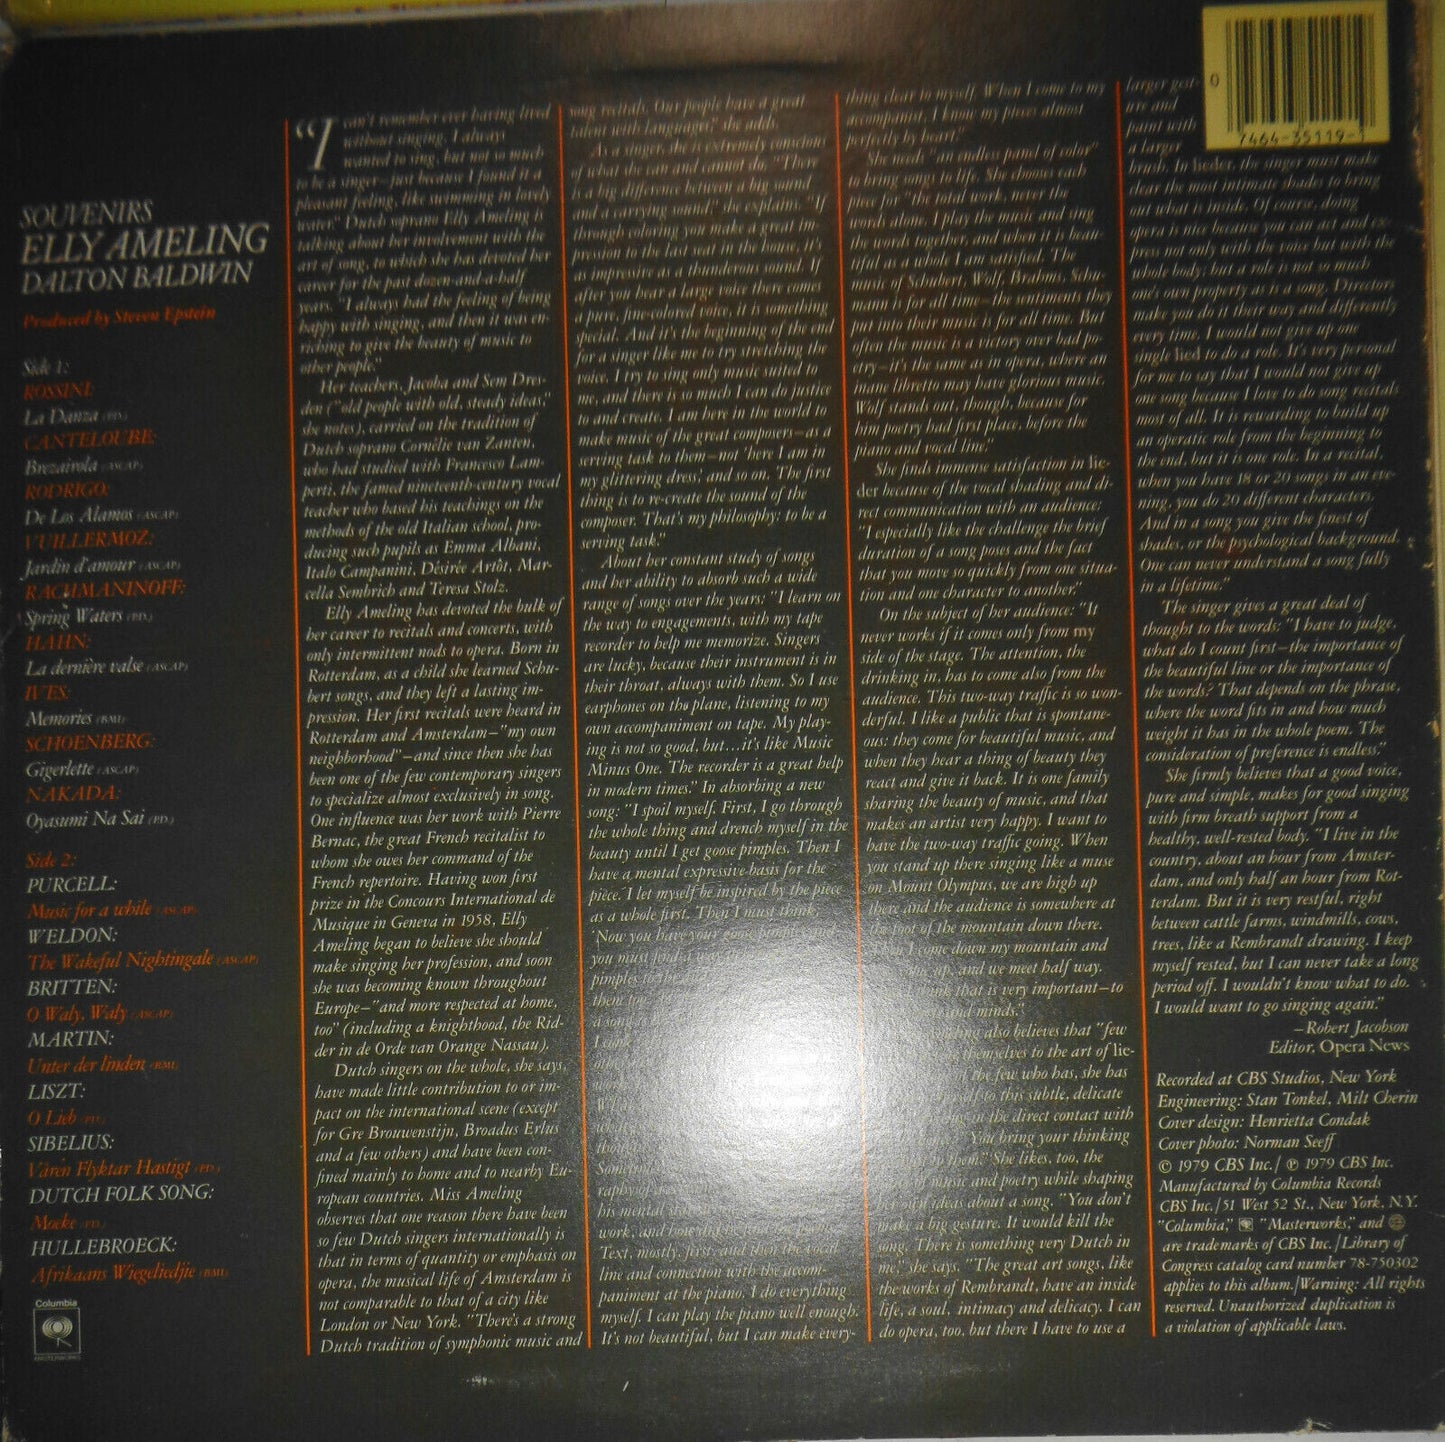 SOUVENIRS
ELLY AMELING
DALTON BALDWIN
Produced by Steven Epstein
Side 1:
ROSSINI:
La Danza (P.D.)
CANTELOUBE:
Brezairola (ASCAP)
RODRIGO:
De Los Alamos (ASCAP)
VUILLERMOZ:
Jardin d'amour (ASCAP)
RACHMANINOFF:
Spring Waters (P.D.)
HAHN:
La dernière valse (ASCAP)
IVES:
Memories (BMI)
SCHOENBERG:
Gigerlette (ASCAP)
NAKADA:
Oyasumi Na Sai (P.D.)
Side 2:
PURCELL:
Music for a while (ASCAP)
WELDON:
The Wakeful Nightingale (ASCAP)
BRITTEN:
O Waly, Waly (ASCAP)
MARTIN:
Unter der linden (BMI)
LISZT:
O Lieb (P.D.)
SIBELIUS:
Våren Flyktar Hastigt (P.D.)
DUTCH FOLK SONG:
Moeke (P.D.)
HULLEBROECK:
Afrikaans Wiegeliedjie (BMI)
Columbia
MASTERWORKS
"I can't remember ever having lived
without singing, I always
wanted to sing, but not so much
to be a singer—just because I found it a
pleasant feeling, like swimming in lovely
water." Dutch soprano Elly Ameling is
talking about her involvement with the
art of song, to which she has devoted her
career for the past dozen-and-a-half
years. "I always had the feeling of being
happy with singing, and then it was en-
riching to give the beauty of music to
other people."
Her teachers, Jacoba and Sem Dres-
den ("old people with old, steady ideas,"
she notes), carried on the tradition of
Dutch soprano Cornélie van Zanten,
who had studied with Francesco Lam-
perti, the famed nineteenth-century vocal
teacher who based his teachings on the
methods of the old Italian school, pro-
ducing such pupils as Emma Albani,
Italo Campanini, Désirée Artôt, Mar-
cella Sembrich and Teresa Stolz.
Elly Ameling has devoted the bulk of
her career to recitals and concerts, with
only intermittent nods to opera. Born in
Rotterdam, as a child she learned Schu-
bert songs, and they left a lasting im-
pression. Her first recitals were heard in
Rotterdam and Amsterdam—"my own
neighborhood"—and since then she has
been one of the few contemporary singers
to specialize almost exclusively in song.
One influence was her work with Pierre
Bernac, the great French recitalist to
whom she owes her command of the
French repertoire. Having won first
prize in the Concours International de
Musique in Geneva in 1958, Elly
Ameling began to believe she should
make singing her profession, and soon
she was becoming known throughout
Europe—"and more respected at home,
too" (including a knighthood, the Rid-
der in de Orde van Orange Nassau).
Dutch singers on the whole, she says,
have made little contribution to or im-
pact on the international scene (except
for Gre Brouwenstijn, Broadus Erlus
and a few others) and have been con-
fined mainly to home and to nearby Eu-
ropean countries. Miss Ameling
observes that one reason there have been
so few Dutch singers internationally is
that in terms of quantity or emphasis on
opera, the musical life of Amsterdam is
not comparable to that of a city like
London or New York. "There's a strong
Dutch tradition of symphonic music and
song recitals. Our people have a great
talent with languages," she adds.
As a singer, she is extremely conscious
of what she can and cannot do. "There
is a big difference between a big sound
and a carrying sound," she explains. "If
through coloring you make a great im-
pression to the last seat in the house, it's
as impressive as a thunderous sound. If
after you hear a large voice there comes
a pure, fine-colored voice, it is something
special. And it's the beginning of the end
for a singer like me to try stretching the
voice. I try to sing only music suited to
me, and there is so much I can do justice
to and create, I am here in the world to
make music of the great composers—as a
serving task to them—not 'here I am in
my glittering dress,' and so on. The first
thing is to re-create the sound of the
composer. That's my philosophy: to be a
serving task."
About her constant study of songs
and her ability to absorb such a wide
range of songs over the years: "I learn on
the way to engagements, with my tape
recorder to help me memorize. Singers
are lucky, because their instrument is in
their throat, always with them. So I use
earphones on the plane, listening to my
own accompaniment on tape. My play-
ing is not so good, but...it's like Music
Minus One. The recorder is a great help
in modern times." In absorbing a new
song: "I spoil myself. First, I go through
the whole thing and drench myself in the
beauty until I get goose pimples. Then I
have a mental expressive basis for the
piece. I let myself be inspired by the piece
as a whole first. Then I must think,
'Now you have your goose pimples and
you must
pimples
them too
a song
his mental
work, and
Text, mostly, first, and then the vocal
line and connection with the accom-
paniment at the piano. I do everything
myself. I can play the piano well enough.
It's not beautiful, but I can make every-
thing clear to myself. When I come to my
accompanist, I know my pieces almost
perfectly by heart."
She needs "an endless panel of color"
to bring songs to life. She chooses each
piece for "the total work, never the
words alone. I play the music and sing
the words together, and when it is beau-
tiful as a whole I am satisfied. The
music of Schubert, Wolf, Brahms, Schu-
mann is for all time—the sentiments they
put into their music is for all time. But
often the music is a victory over bad po-
etry—it's the same as in opera, where an
inane libretto may have glorious music.
Wolf stands out, though, because for
him poetry had first place, before the
piano and vocal line."
She finds immense satisfaction in lie-
der because of the vocal shading and di-
rect communication with an audience:
"I especially like the challenge the brief
duration of a song poses and the fact
that you move so quickly from one situa-
tion and one character to another."
On the subject of her audience: "It
never works if it comes only from my
side of the stage. The attention, the
drinking in, has to come also from the
audience. This two-way traffic is so won-
derful. I like a public that is spontane-
ous: they come for beautiful music, and
when they hear a thing of beauty they
react and give it back. It is one family
sharing the beauty of music, and that
makes an artist very happy. I want to
have the two-way traffic going. When
you stand up there singing like a muse
on Mount Olympus, we are high up
there and the audience is somewhere at
the foot of the mountain down there.
Then I come down my mountain and
up, and we meet half way.
think that is very important—to
and minds."
also believes that "few
themselves to the art of lie-
the few who has, she has
to this subtle, delicate
the direct contact with
You bring your thinking
them." She likes, too, the
of music and poetry while shaping
her own ideas about a song. "You don't
make a big gesture. It would kill the
song. There is something very Dutch in
me," she says. "The great art songs, like
the works of Rembrandt, have an inside
life, a soul, intimacy and delicacy. I can
do opera, too, but there I have to use a
larger gest-
ure and
paint with
a larger
brush. In lieder, the singer must make
clear the most intimate shades to bring
out what is inside. Of course, doing
opera is nice because you can act and ex-
press not only with the voice but with the
whole body; but a role is not so much
one's own property as is a song. Directors
make you do it their way and differently
every time, I would not give up one
single lied to do a role. It's very personal
for me to say that I would not give up
one song because I love to do song recitals
most of all. It is rewarding to build up
an operatic role from the beginning to
the end, but it is one role. In a recital,
when you have 18 or 20 songs in an eve-
ning, you do 20 different characters.
And in a song you give the finest of
shades, or the psychological background.
One can never understand a song fully
in a lifetime."
The singer gives a great deal of
thought to the words: "I have to judge,
what do I count first—the importance of
the beautiful line or the importance of
the words? That depends on the phrase,
where the word fits in and how much
weight it has in the whole poem. The
consideration of preference is endless."
She firmly believes that a good voice,
pure and simple, makes for good singing
with firm breath support from a
healthy, well-rested body. "I live in the
country, about an hour from Amster-
dam, and only half an hour from Rot-
terdam. But it is very restful, right
between cattle farms, windmills, cows,
trees, like a Rembrandt drawing. I keep
myself rested, but I can never take a long
period off. I wouldn't know what to do.
I would want to go singing again."
—Robert Jacobson
Editor, Opera News
Recorded at CBS Studios, New York
Engineering: Stan Tonkel, Milt Cherin
Cover design: Henrietta Condak
Cover photo: Norman Seeff
© 1979 CBS Inc./ ℗ 1979 CBS Inc.
Manufactured by Columbia Records
CBS Inc./51 West 52 St., New York, N.Y.
"Columbia," "Masterworks," and
are trademarks of CBS Inc./Library of
Congress catalog card number 78-750302
applies to this album./Warning: All rights
reserved. Unauthorized duplication is
a violation of applicable laws.
0
7464-35119-1